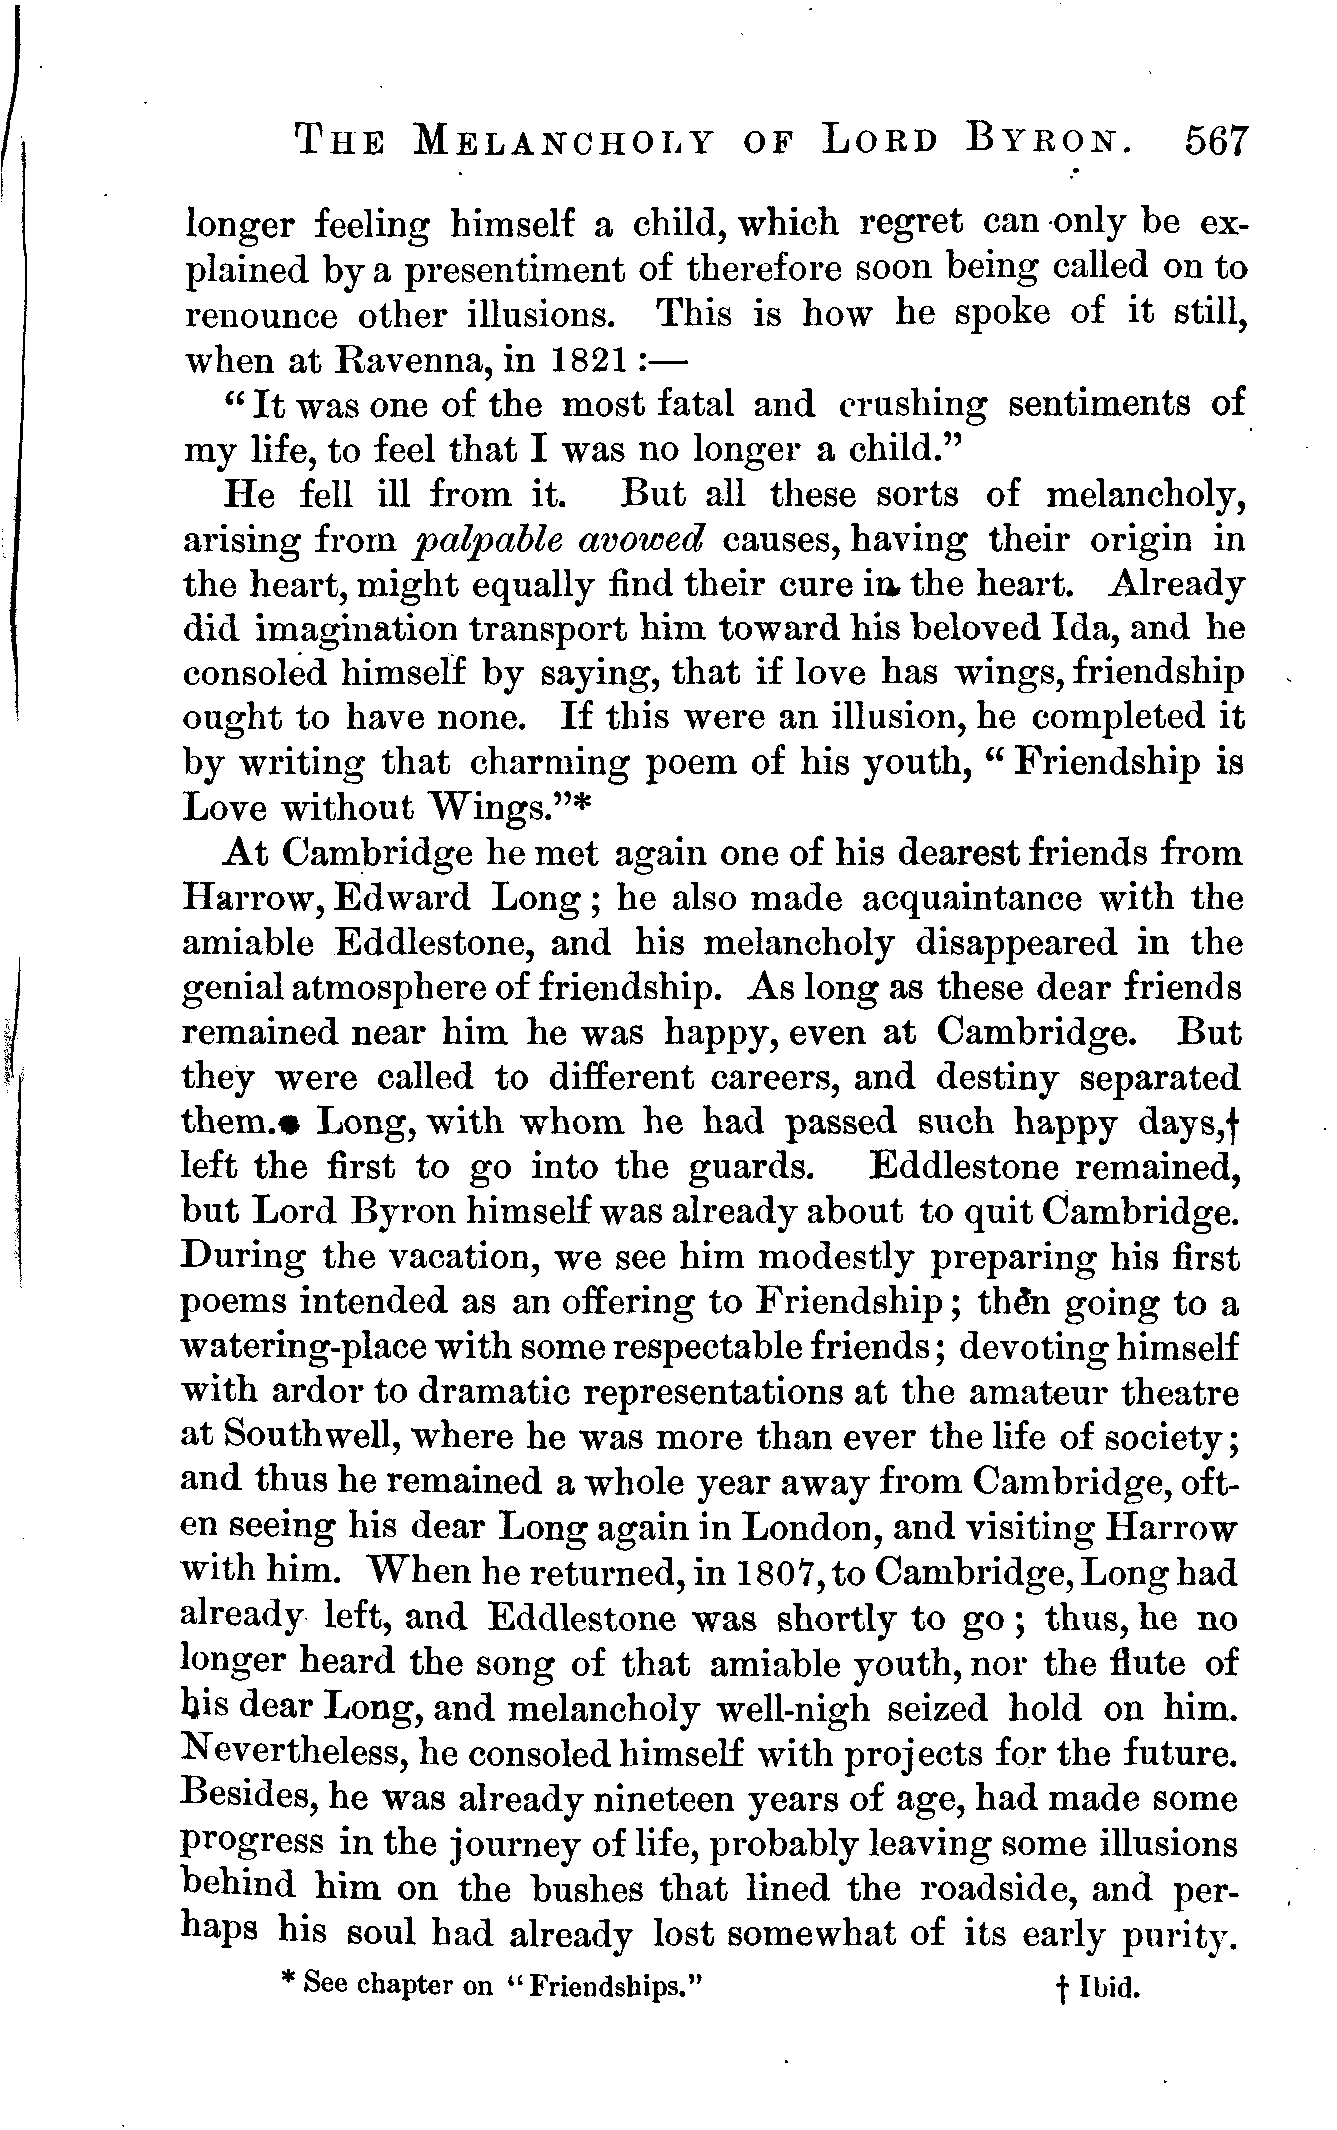 THE MELANCHOLY OF LORD BYRON. 567
longer feeling himself a child, which regret can only be ex-
plained by a presentiment of therefore soon being called on to
renounce other illusions. This is how he spoke of it still,
when at Ravenna, in 1821:—
“It was one of the most fatal and crushing sentiments of
my life, to feel that I was no longer a child.”
He fell ill from it. But all these sorts of melancholy,
arising from palpable avowed causes, having their origin in
the heart, might equally find their cure in the heart. Already
did imagination transport him toward his beloved Ida, and he
consoled himself by saying, that if love has wings, friendship
ought to have none. If this were an illusion, he completed it
by writing that charming poem of his youth, “Friendship is
Love without Wings.”*
At Cambridge he met again one of his dearest friends from
Harrow, Edward Long; he also made acquaintance with the
amiable Eddlestone, and his melancholy disappeared in the
genial atmosphere of friendship. As long as these dear friends
remained near him he was happy, even at Cambridge. But
they were called to different careers, and destiny separated
them. Long, with whom he had passed such happy days,†
left the first to go into the guards. Eddlestone remained,
but Lord Byron himself was already about to quit Cambridge.
During the vacation, we see him modestly preparing his first
poems intended as an offering to Friendship; then going to a
watering-place with some respectable friends; devoting himself
with ardor to dramatic representations at the amateur theatre
at Southwell, where he was more than ever the life of society;
and thus he remained a whole year away from Cambridge, oft-
en seeing his dear Long again in London, and visiting Harrow
with him. When he returned, in 1807, to Cambridge, Long had
already left, and Eddlestone was shortly to go; thus, he no
longer heard the song of that amiable youth, nor the flute of
his dear Long, and melancholy well-nigh seized hold on him.
Nevertheless, he consoled himself with projects for the future.
Besides, he was already nineteen years of age, had made some
progress in the journey of life, probably leaving some illusions
behind him on the bushes that lined the roadside, and per-
haps his soul had already lost somewhat of its early purity.
* See chapter on “Friendships.” † Ibid.